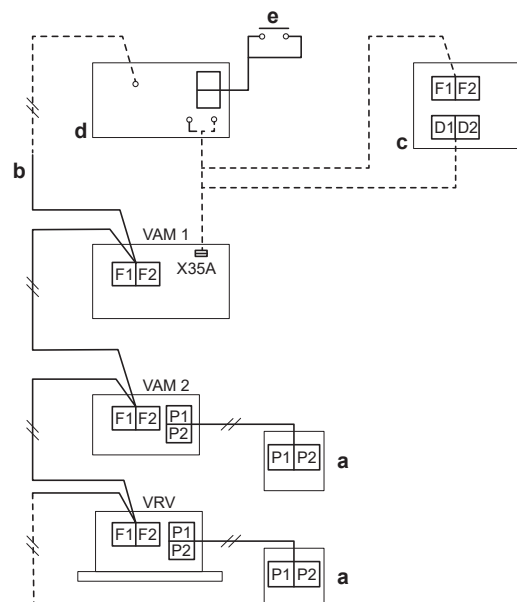 e
F1 F2
D1 D2
d
c
b
VAM 1
F1 F2
X35A
VAM 2
F1 F2
P1
P2
P1 P2
a
VRV
F1 F2
P1
P2
P1 P2
a